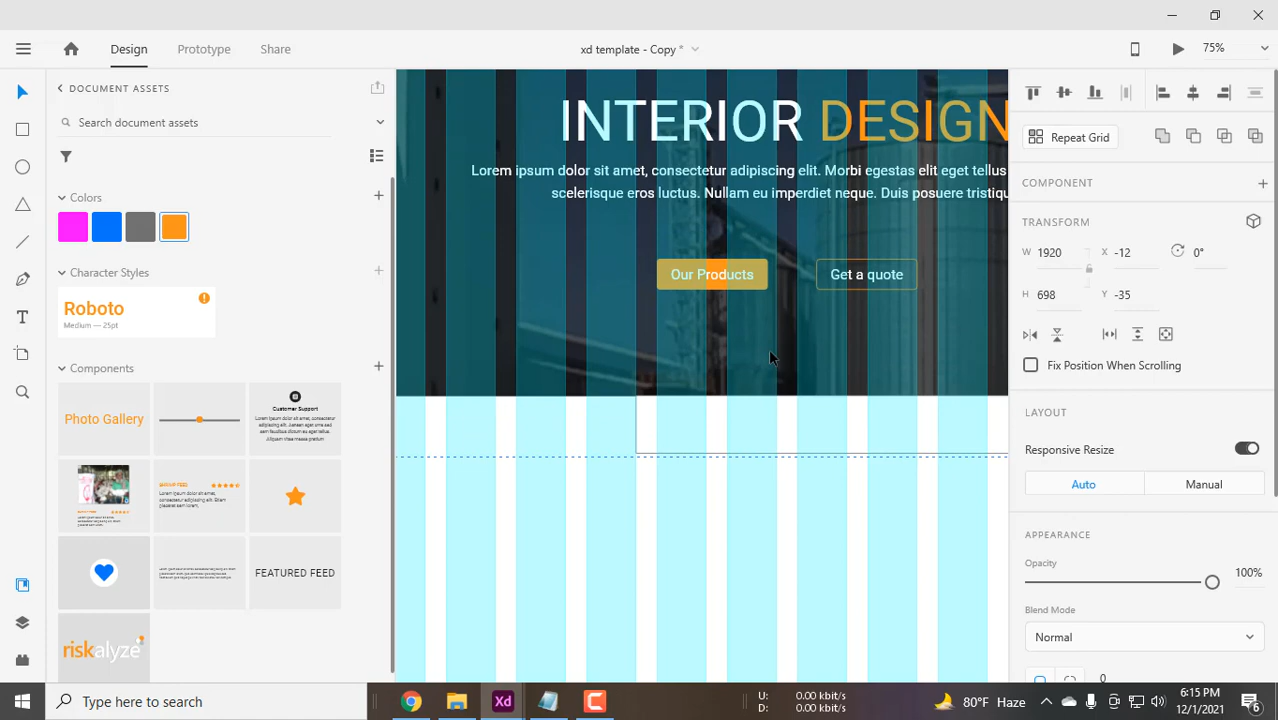 Design
Prototype
Share
xd template - Copy *
75%
DOCUMENT ASSETS
Search document assets
Colors
Character Styles
Roboto
Medium — 25pt
Components
Photo Gallery
Customer Support
FEATURED FEED
riskalyze
INTERIOR DESIGN
Lorem ipsum dolor sit amet, consectetur adipiscing elit. Morbi egestas elit eget tellus
scelerisque eros luctus. Nullam eu imperdiet neque. Duis posuere tristiqu
Our Products
Get a quote
Repeat Grid
COMPONENT
TRANSFORM
W 1920 X -12 0°
H 698 Y -35
Fix Position When Scrolling
LAYOUT
Responsive Resize
Auto
Manual
APPEARANCE
Opacity
100%
Blend Mode
Normal
0
Type here to search
Xd
U: 0.00 kbit/s
D: 0.00 kbit/s
80°F Haze
6:15 PM
12/1/2021
6